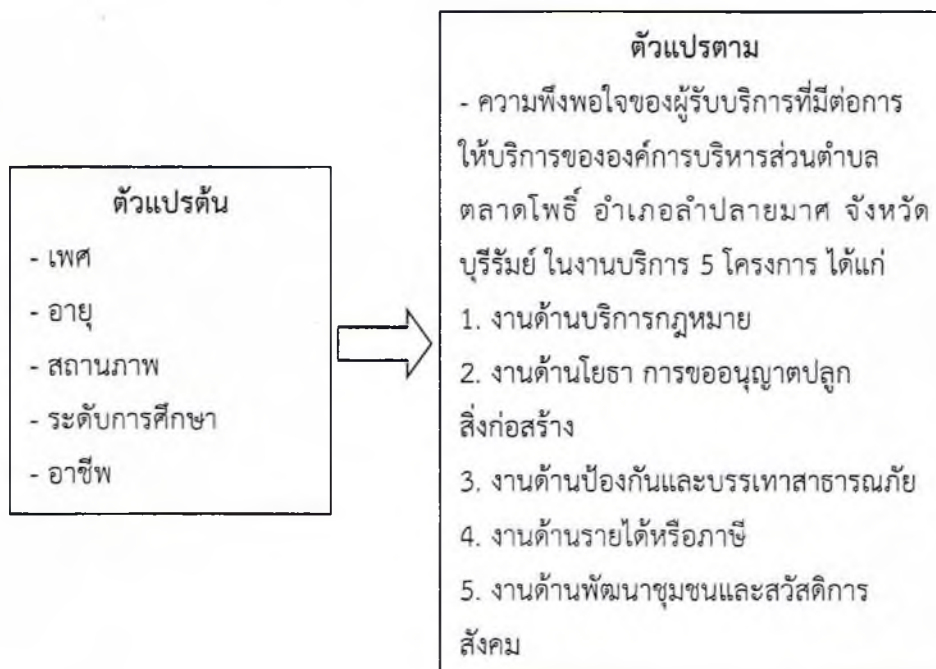 ตัวแปรต้น
- เพศ
- อายุ
- สถานภาพ
- ระดับการศึกษา
- อาชีพ
ตัวแปรตาม
- ความพึงพอใจของผู้รับบริการที่มีต่อการ
ให้บริการขององค์การบริหารส่วนตำบล
ตลาดโพธิ์ อำเภอลำปลายมาศ จังหวัด
บุรีรัมย์ ในงานบริการ 5 โครงการ ได้แก่
1. งานด้านบริการกฎหมาย
2. งานด้านโยธา การขออนุญาตปลูก
สิ่งก่อสร้าง
3. งานด้านป้องกันและบรรเทาสาธารณภัย
4. งานด้านรายได้หรือภาษี
5. งานด้านพัฒนาชุมชนและสวัสดิการ
สังคม